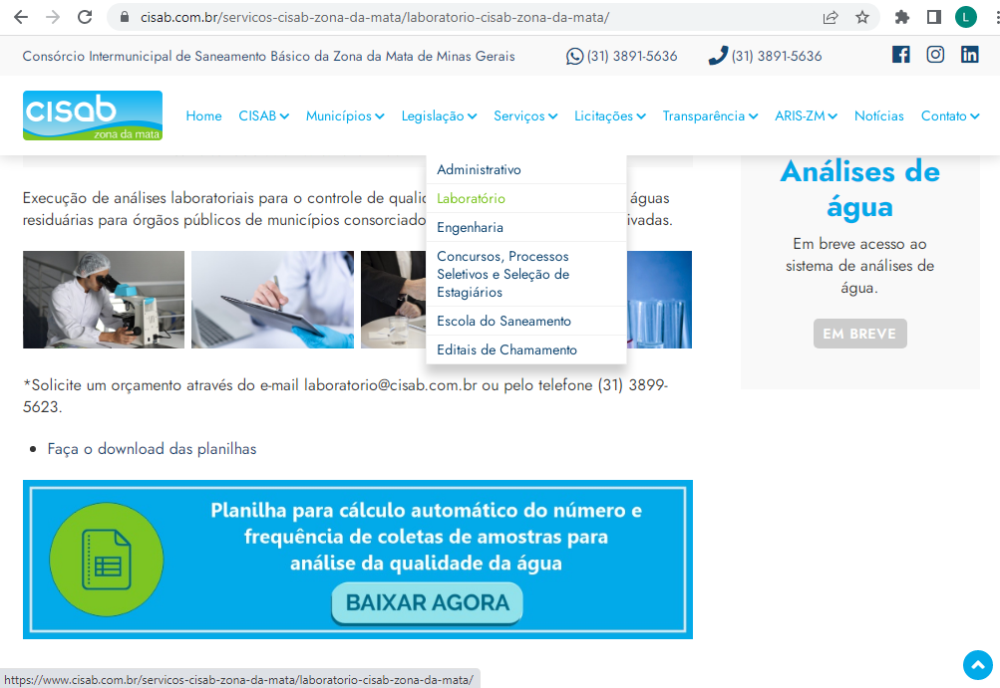 cisab.com.br/servicos-cisab-zona-da-mata/laboratorio-cisab-zona-da-mata/
L
Consórcio Intermunicipal de Saneamento Básico da Zona da Mata de Minas Gerais
(31) 3891-5636
(31) 3891-5636
cisab
zona da mata
Home CISAB Municípios Legislação Serviços Licitações Transparência ARIS-ZM Notícias Contato
Administrativo
Laboratório
Engenharia
Concursos, Processos
Seletivos e Seleção de
Estagiários
Escola do Saneamento
Editais de Chamamento
Execução de análises laboratoriais para o controle de águas
residuárias para órgãos públicos de municípios
*Solicite um orçamento através do e-mail laboratorio@cisab.com.br ou pelo telefone (31) 3899-
5623.
Faça o download das planilhas
Planilha para cálculo automático do número e
frequência de coletas de amostras para
análise da qualidade da água
BAIXAR AGORA
Análises de
água
Em breve acesso ao
sistema de análises de
água.
EM BREVE
https://www.cisab.com.br/servicos-cisab-zona-da-mata/laboratorio-cisab-zona-da-mata/